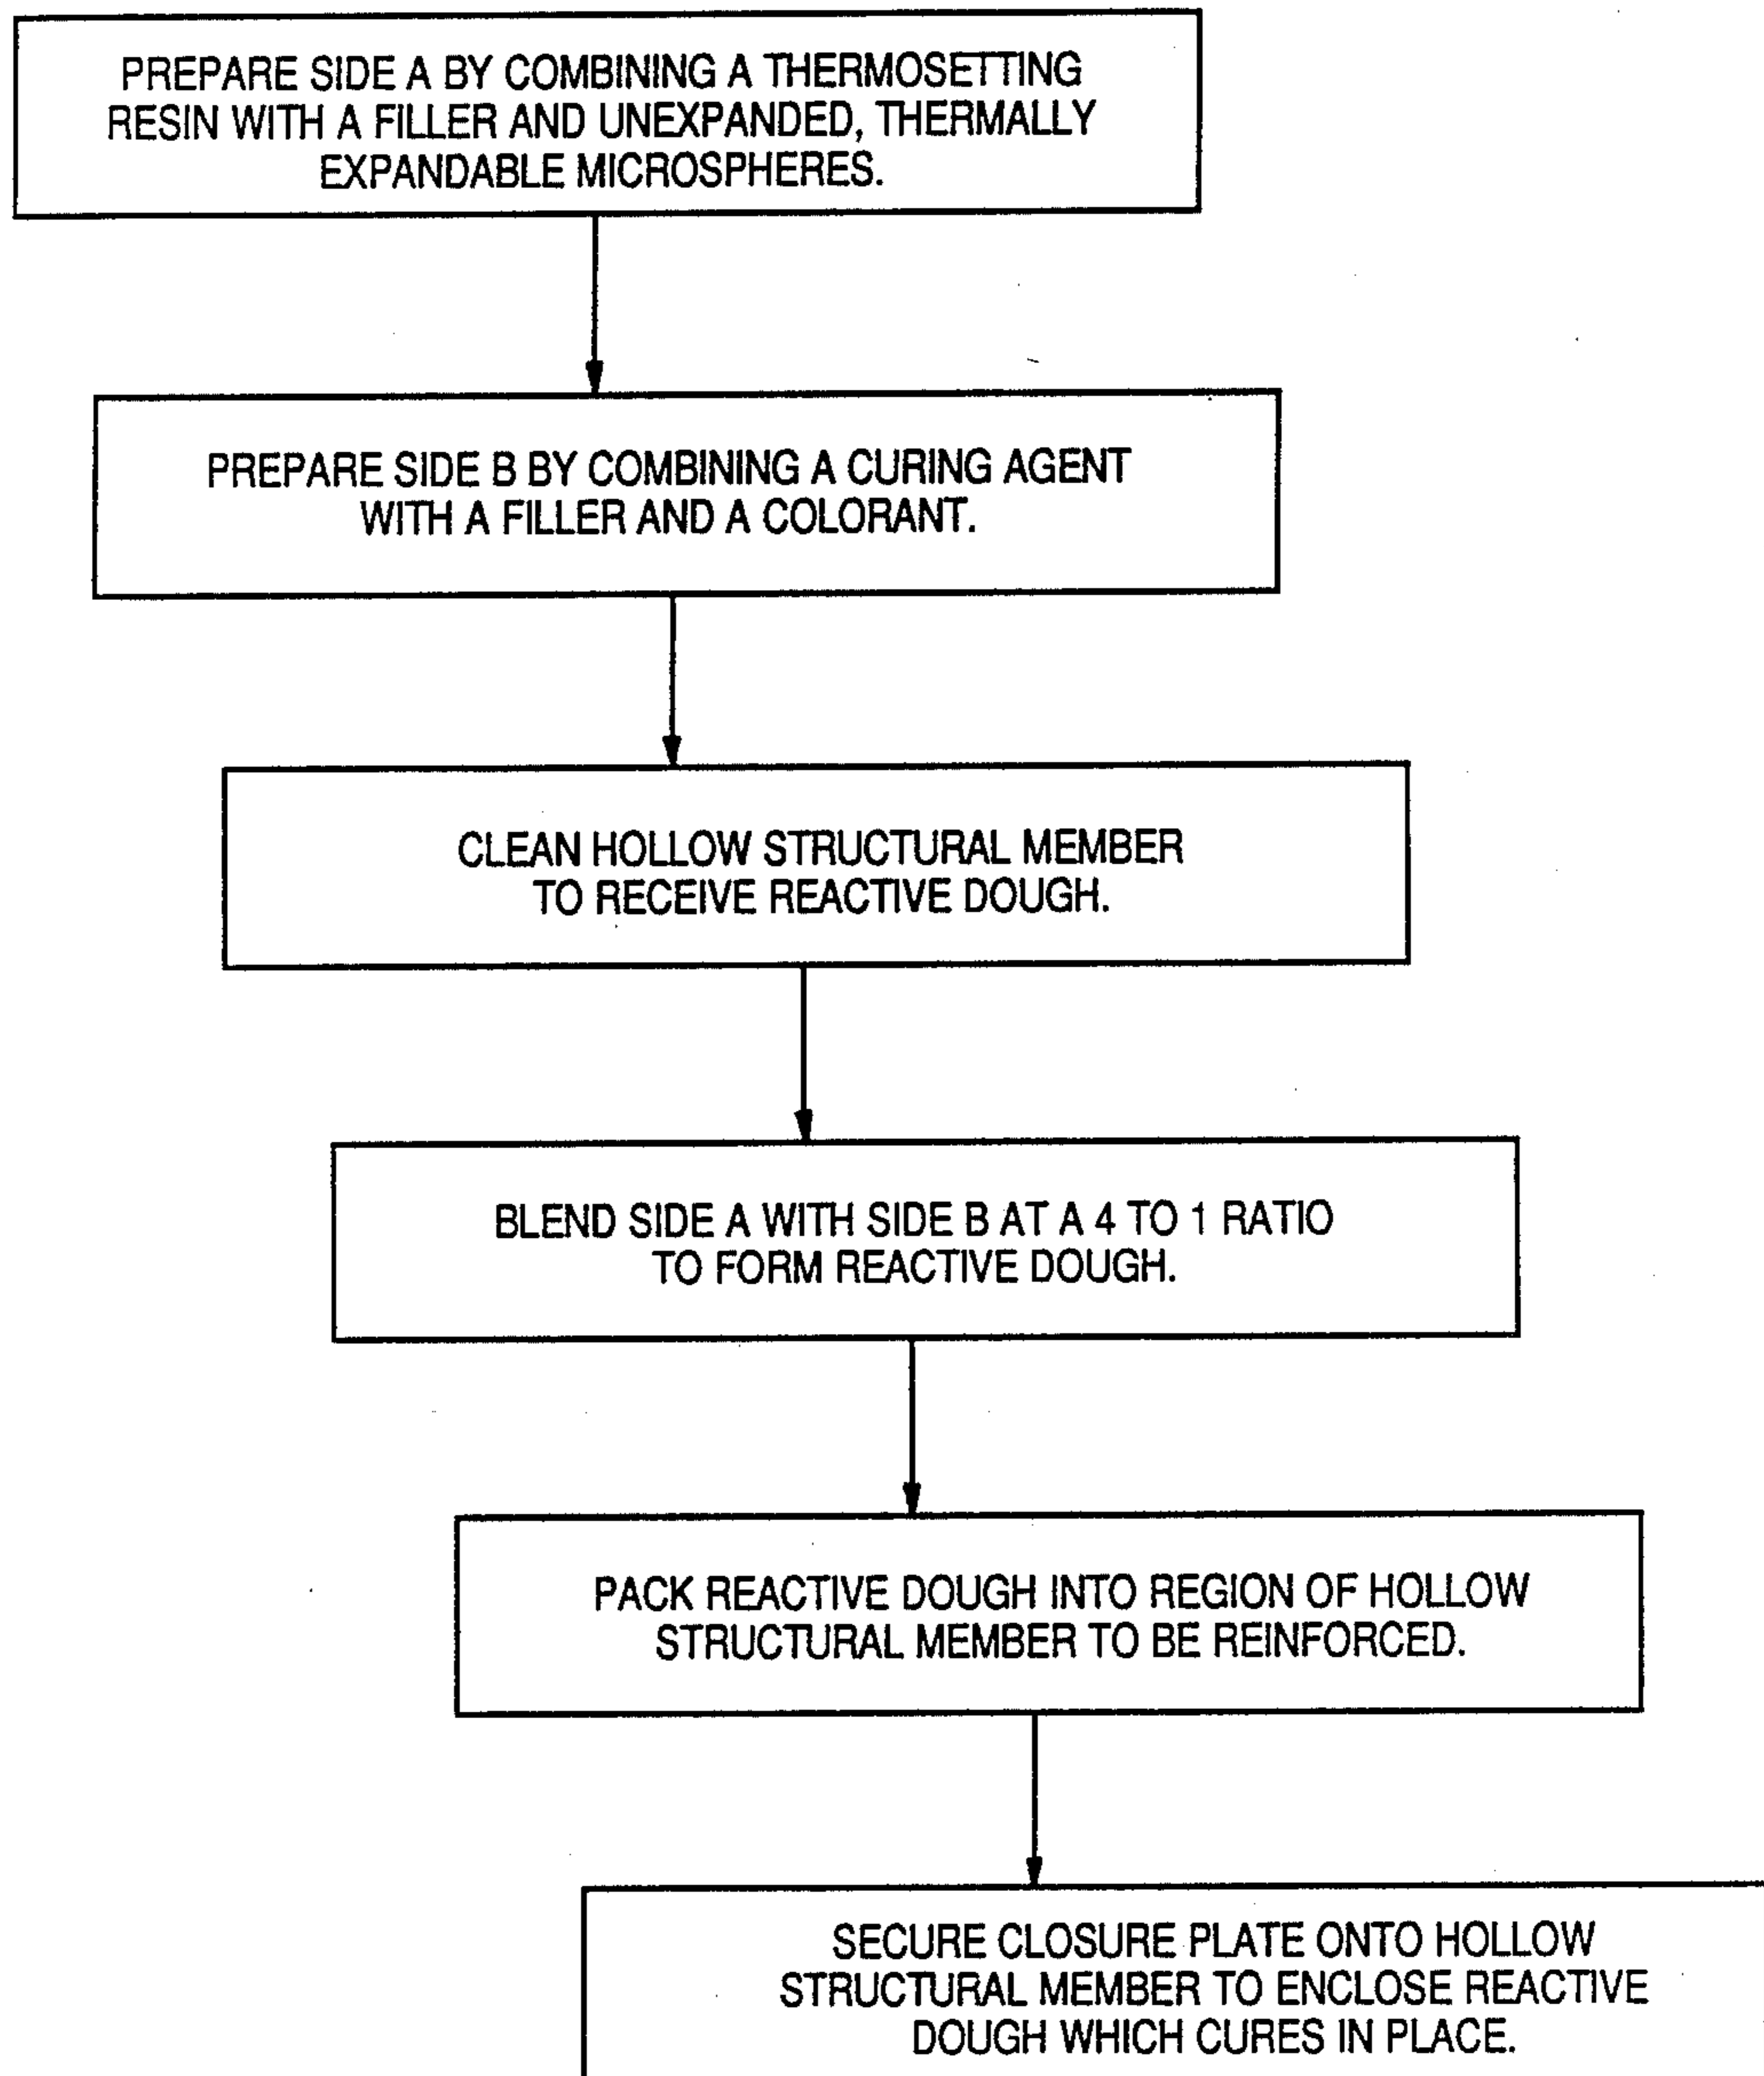 PREPARE SIDE A BY COMBINING A THERMOSETTING
RESIN WITH A FILLER AND UNEXPANDED, THERMALLY
EXPANDABLE MICROSPHERES.
PREPARE SIDE B BY COMBINING A CURING AGENT
WITH A FILLER AND A COLORANT.
CLEAN HOLLOW STRUCTURAL MEMBER
TO RECEIVE REACTIVE DOUGH.
BLEND SIDE A WITH SIDE B AT A 4 TO 1 RATIO
TO FORM REACTIVE DOUGH.
PACK REACTIVE DOUGH INTO REGION OF HOLLOW
STRUCTURAL MEMBER TO BE REINFORCED.
SECURE CLOSURE PLATE ONTO HOLLOW
STRUCTURAL MEMBER TO ENCLOSE REACTIVE
DOUGH WHICH CURES IN PLACE.